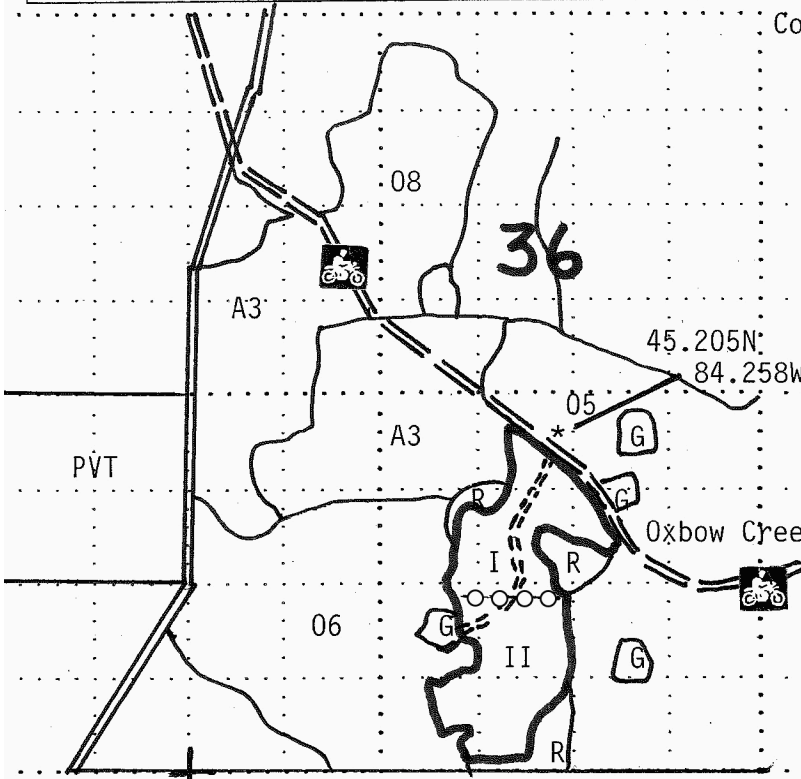 Co
08
36
A3
45.205N
84.258W
05
*
A3
G
PVT
R
G
Oxbow Cree
I
R
06
G
II
G
R